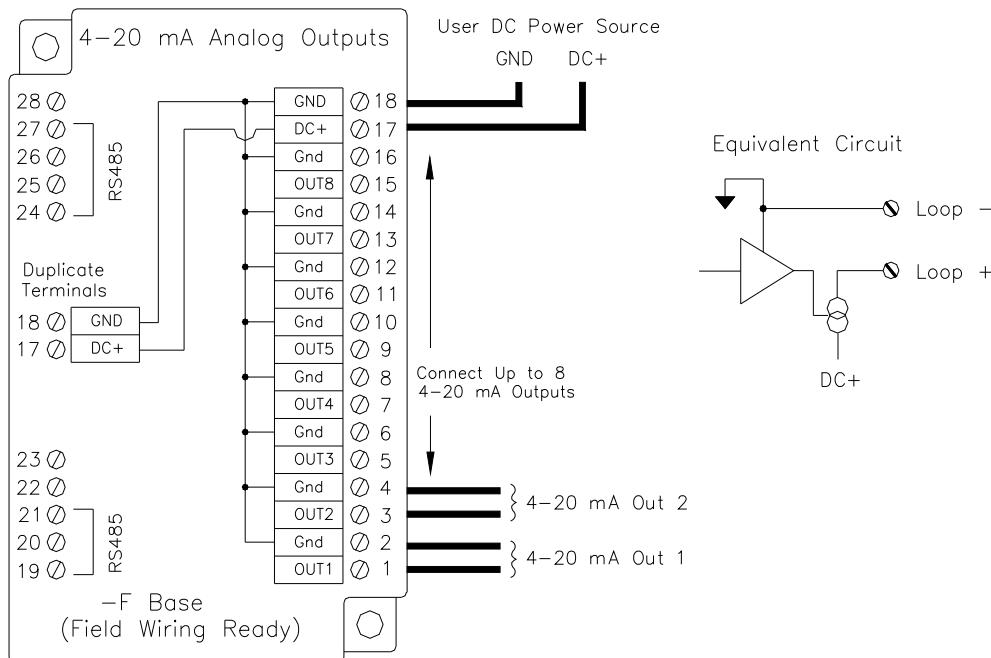 4-20 mA Analog Outputs
User DC Power Source
GND DC+
28
27
26
25
24
RS485
Duplicate
Terminals
18 GND
17 DC+
23
22
21
20
19
RS485
GND 18
DC+ 17
Gnd 16
OUT8 15
Gnd 14
OUT7 13
Gnd 12
OUT6 11
Gnd 10
OUT5 9
Gnd 8
OUT4 7
Gnd 6
OUT3 5
Gnd 4
OUT2 3
Gnd 2
OUT1 1
Connect Up to 8
4-20 mA Outputs
4-20 mA Out 2
4-20 mA Out 1
-F Base
(Field Wiring Ready)
Equivalent Circuit
Loop -
Loop +
DC+